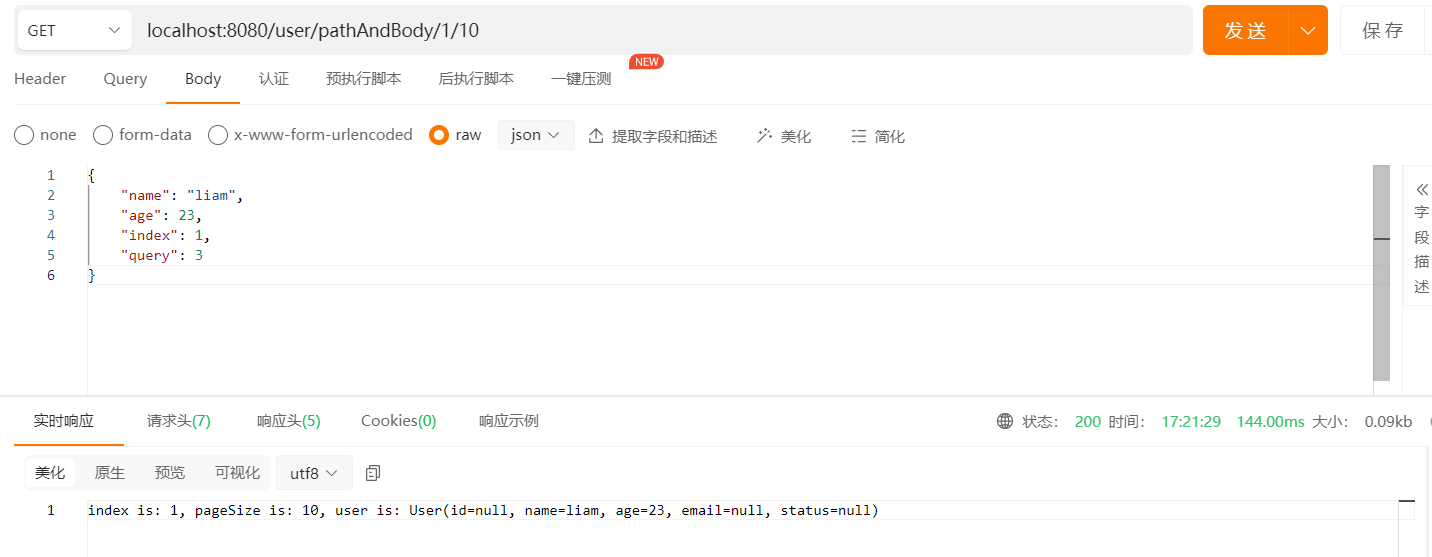 GET localhost:8080/user/pathAndBody/1/10 发送 保存
NEW
Header Query Body 认证 预执行脚本 后执行脚本 一键压测
none form-data x-www-form-urlencoded raw json 提取字段和描述 美化 简化
1 {
2 "name": "liam",
3 "age": 23,
4 "index": 1,
5 "query": 3
6 }
字
段
描
述
实时响应 请求头(7) 响应头(5) Cookies(0) 响应示例 状态: 200 时间: 17:21:29 144.00ms 大小: 0.09kb
美化 原生 预览 可视化 utf8
1 index is: 1, pageSize is: 10, user is: User(id=null, name=liam, age=23, email=null, status=null)